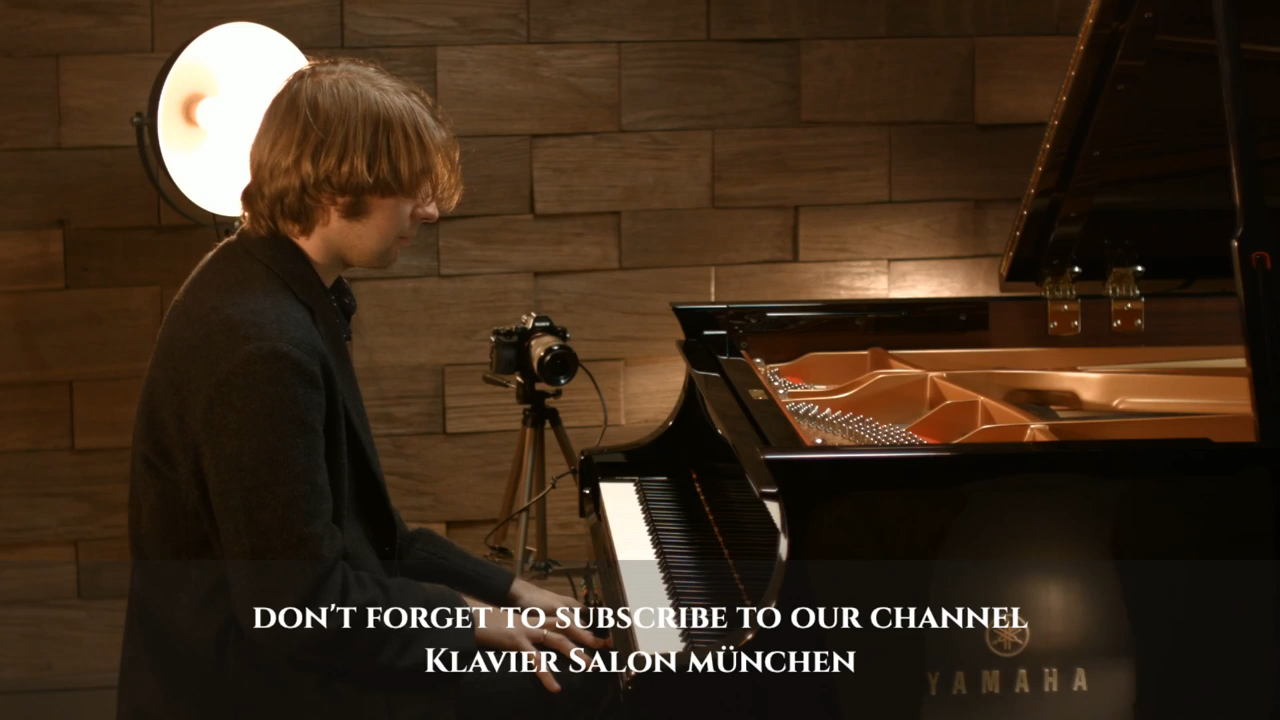 DON'T FORGET TO SUBSCRIBE TO OUR CHANNEL
KLAVIER SALON MÜNCHEN
YAMAHA